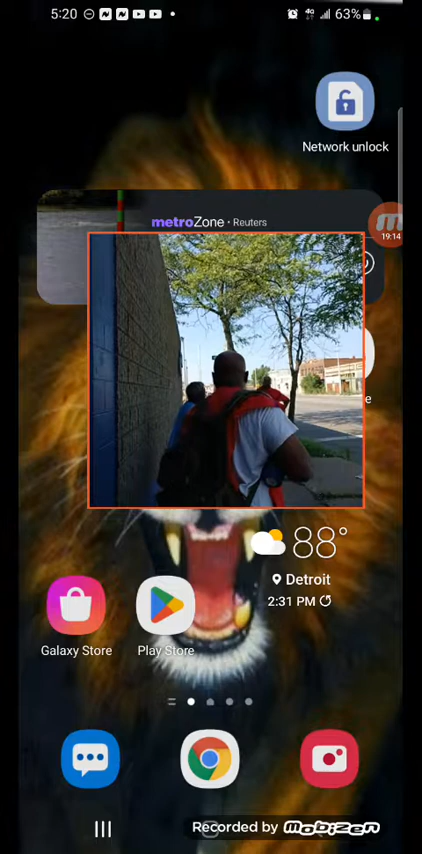 5:20
4G
63%
Network unlock
metroZone • Reuters
19:14
e
88°
Detroit
2:31 PM
Galaxy Store
Play Store
Recorded by Mobizen